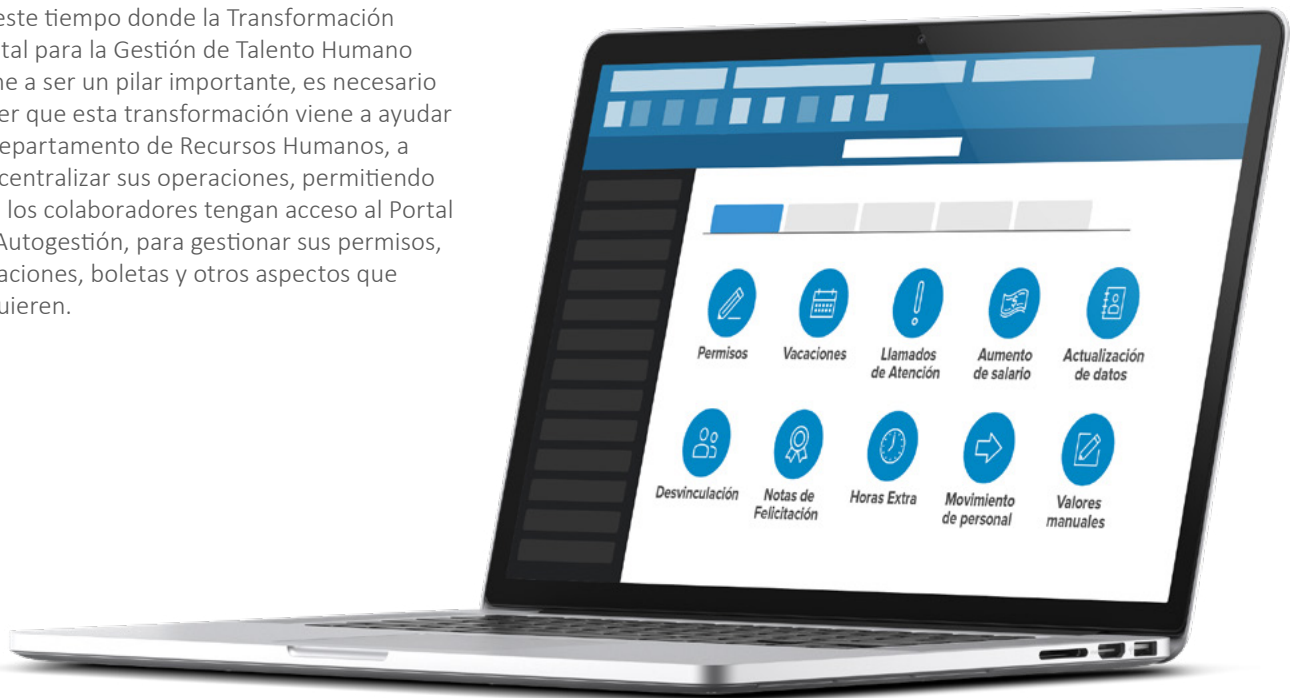 este tiempo donde la Transformación
tal para la Gestión de Talento Humano
e a ser un pilar importante, es necesario
er que esta transformación viene a ayudar
epartamento de Recursos Humanos, a
centralizar sus operaciones, permitiendo
los colaboradores tengan acceso al Portal
Autogestión, para gestionar sus permisos,
aciones, boletas y otros aspectos que
uieren.
Permisos
Vacaciones
Llamados
de Atención
Aumento
de salario
Actualización
de datos
Desvinculación
Notas de
Felicitación
Horas Extra
Movimiento
de personal
Valores
manuales